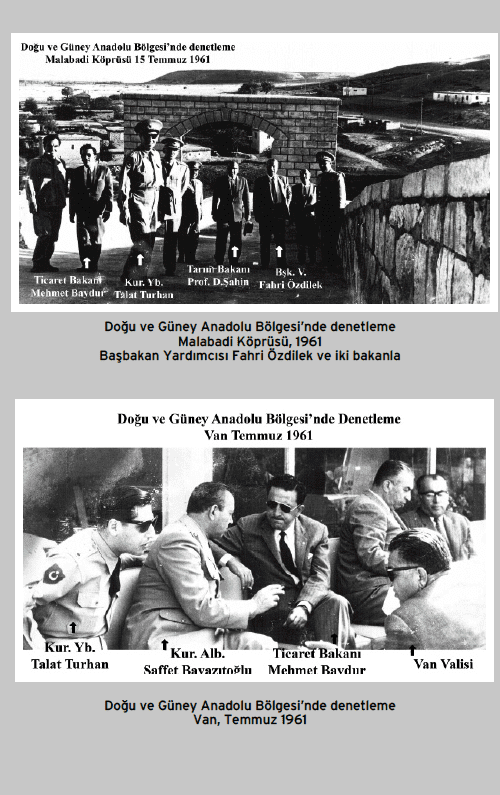 Doğu ve Güney Anadolu Bölgesi'nde denetleme
Malabadi Köprüsü 15 Temmuz 1961
Ticaret Bakanı
Mehmet Baydur
Kur. Yb.
Talat Turhan
Tarım Bakanı
Prof. D.Şahin
Bşk. V.
Fahri Özdilek
Doğu ve Güney Anadolu Bölgesi'nde denetleme
Malabadi Köprüsü, 1961
Başbakan Yardımcısı Fahri Özdilek ve iki bakanla
Doğu ve Güney Anadolu Bölgesi'nde Denetleme
Van Temmuz 1961
Kur. Yb.
Talat Turhan
Kur. Alb.
Saffet Bayazıtoğlu
Ticaret Bakanı
Mehmet Baydur
Van Valisi
Doğu ve Güney Anadolu Bölgesi'nde denetleme
Van, Temmuz 1961